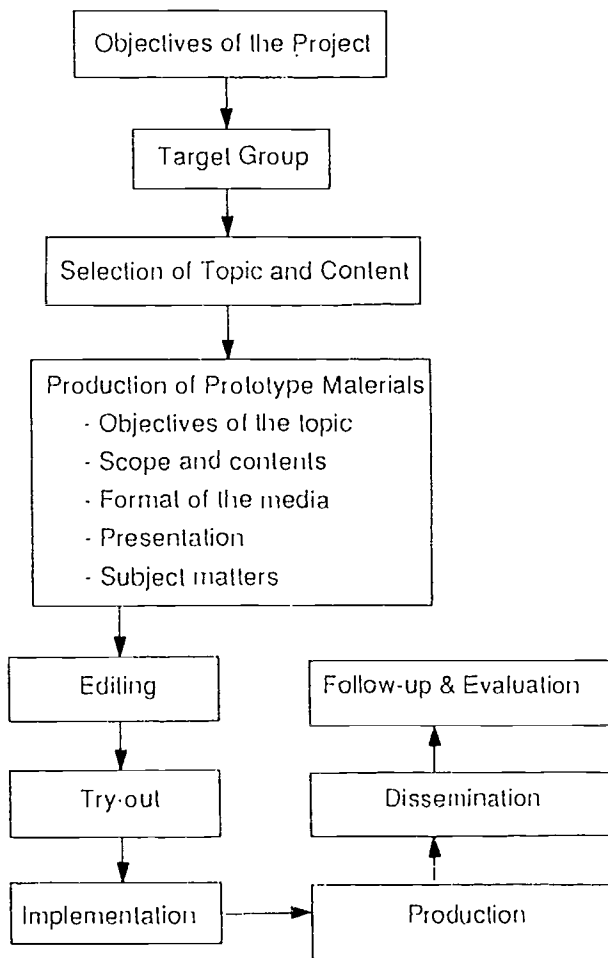 Objectives of the Project
Target Group
Selection of Topic and Content
Production of Prototype Materials
- Objectives of the topic
- Scope and contents
- Format of the media
- Presentation
- Subject matters
Editing
Try-out
Implementation
Production
Dissemination
Follow-up & Evaluation